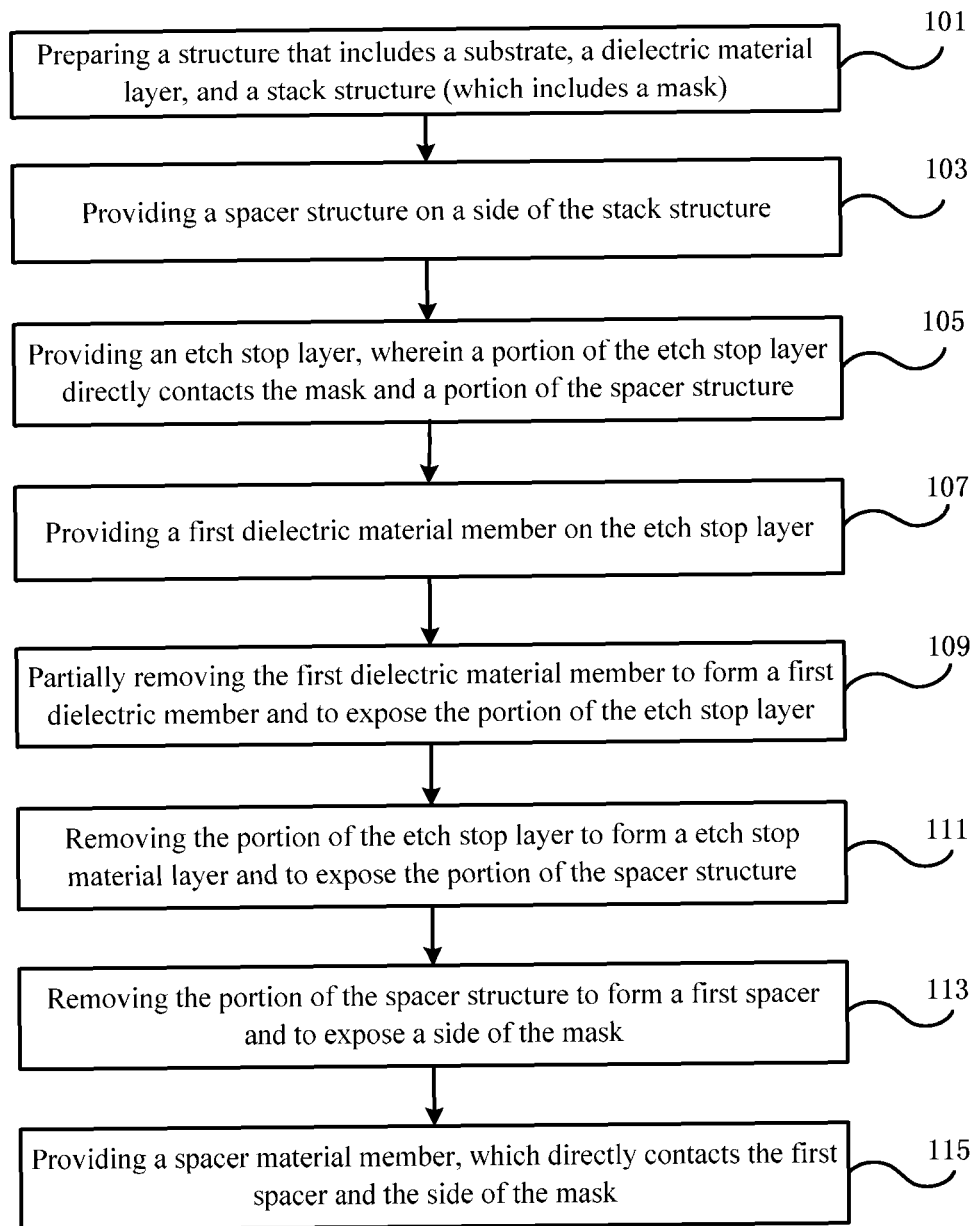 101
Preparing a structure that includes a substrate, a dielectric material
layer, and a stack structure (which includes a mask)
103
Providing a spacer structure on a side of the stack structure
105
Providing an etch stop layer, wherein a portion of the etch stop layer
directly contacts the mask and a portion of the spacer structure
107
Providing a first dielectric material member on the etch stop layer
109
Partially removing the first dielectric material member to form a first
dielectric member and to expose the portion of the etch stop layer
111
Removing the portion of the etch stop layer to form a etch stop
material layer and to expose the portion of the spacer structure
113
Removing the portion of the spacer structure to form a first spacer
and to expose a side of the mask
115
Providing a spacer material member, which directly contacts the first
spacer and the side of the mask